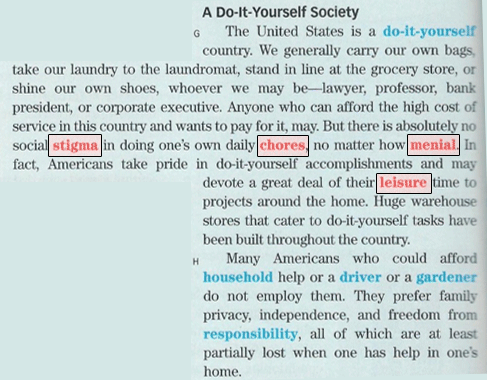 A Do-It-Yourself Society
G The United States is a do-it-yourself
country. We generally carry our own bags,
take our laundry to the laundromat, stand in line at the grocery store, or
shine our own shoes, whoever we may be—lawyer, professor, bank
president, or corporate executive. Anyone who can afford the high cost of
service in this country and wants to pay for it, may. But there is absolutely no
social stigma in doing one's own daily chores, no matter how menial. In
fact, Americans take pride in do-it-yourself accomplishments and may
devote a great deal of their leisure time to
projects around the home. Huge warehouse
stores that cater to do-it-yourself tasks have
been built throughout the country.
H Many Americans who could afford
household help or a driver or a gardener
do not employ them. They prefer family
privacy, independence, and freedom from
responsibility, all of which are at least
partially lost when one has help in one's
home.